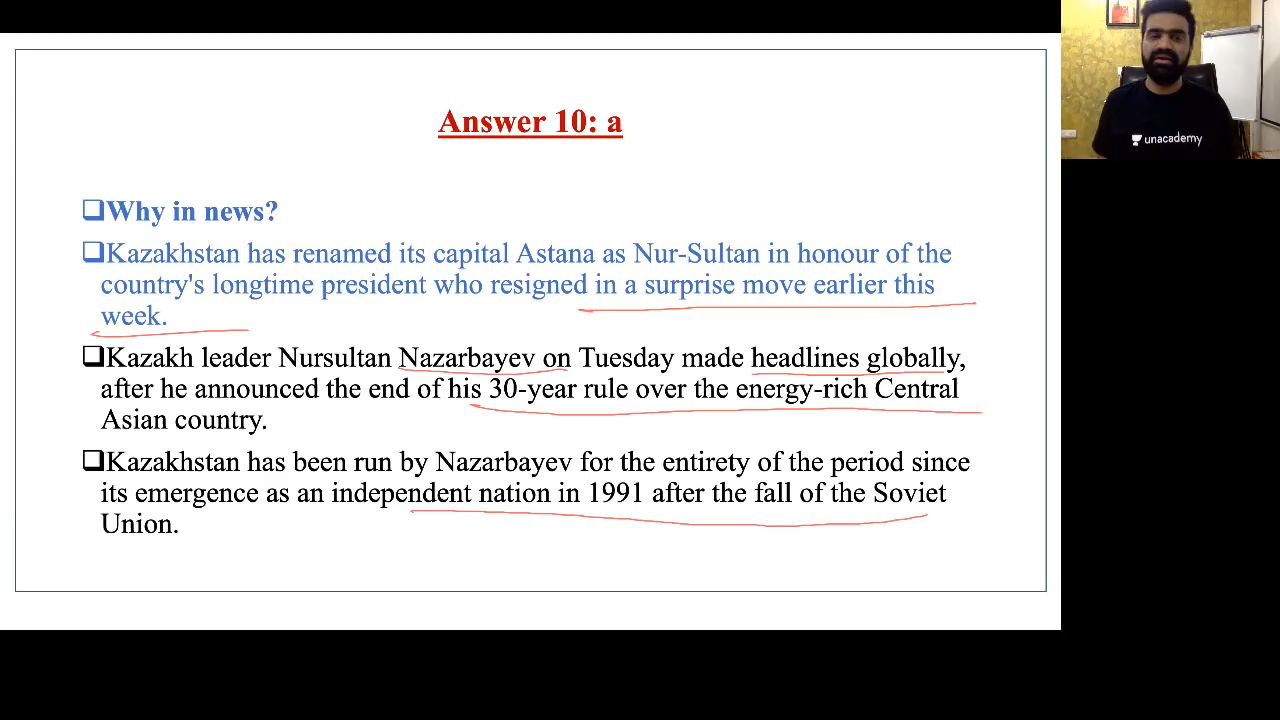 Answer 10: a
Why in news?
Kazakhstan has renamed its capital Astana as Nur-Sultan in honour of the
country's longtime president who resigned in a surprise move earlier this
week.
Kazakh leader Nursultan Nazarbayev on Tuesday made headlines globally,
after he announced the end of his 30-year rule over the energy-rich Central
Asian country.
Kazakhstan has been run by Nazarbayev for the entirety of the period since
its emergence as an independent nation in 1991 after the fall of the Soviet
Union.
unacademy